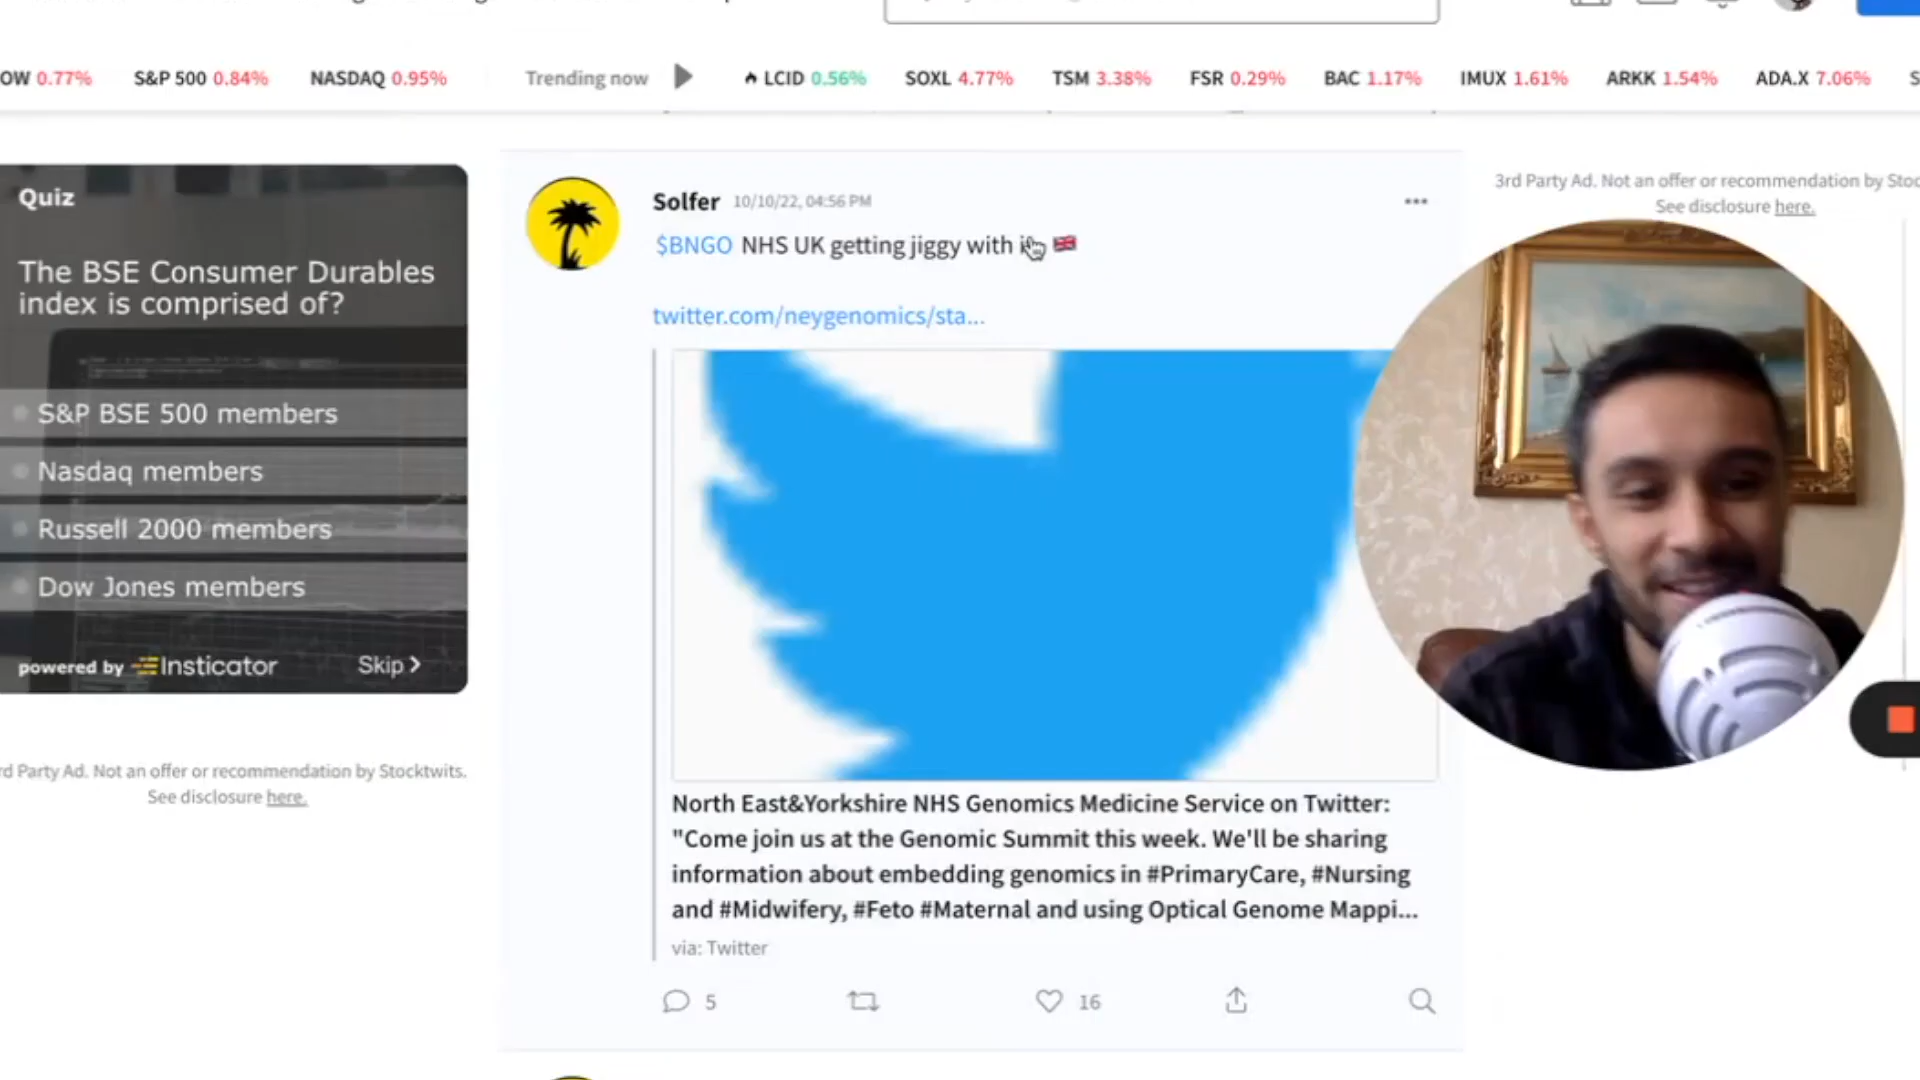 OW 0.77% S&P 500 0.84% NASDAQ 0.95% Trending now LCID 0.56% SOXL 4.77% TSM 3.38% FSR 0.29% BAC 1.17% IMUX 1.61% ARKK 1.54% ADA.X 7.06% S
Quiz
The BSE Consumer Durables
index is comprised of?
S&P BSE 500 members
Nasdaq members
Russell 2000 members
Dow Jones members
powered by Insticator Skip
rd Party Ad. Not an offer or recommendation by Stocktwits.
See disclosure here.
Solfer 10/10/22, 04:56 PM
$BNGO NHS UK getting jiggy with
twitter.com/neygenomics/sta...
North East&Yorkshire NHS Genomics Medicine Service on Twitter:
"Come join us at the Genomic Summit this week. We'll be sharing
information about embedding genomics in #PrimaryCare, #Nursing
and #Midwifery, #Feto #Maternal and using Optical Genome Mappi...
via: Twitter
5 16
3rd Party Ad. Not an offer or recommendation by Stoc
See disclosure here.